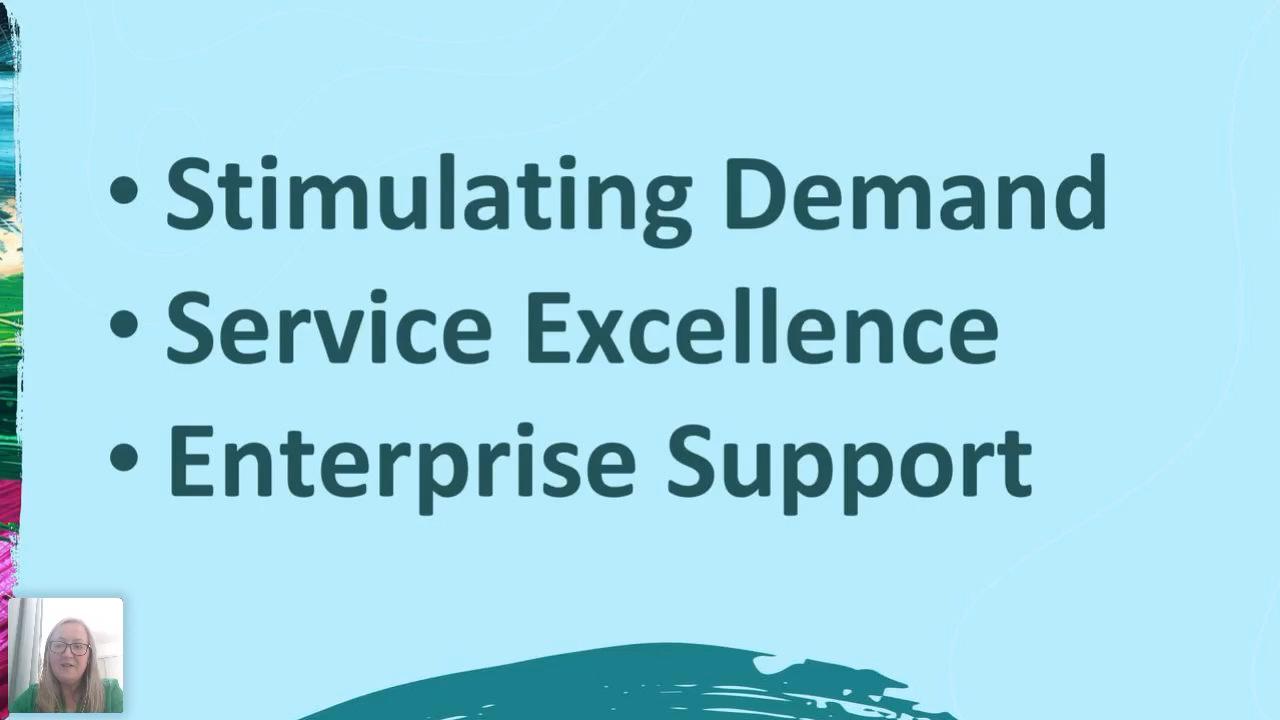 • Stimulating Demand
• Service Excellence
• Enterprise Support